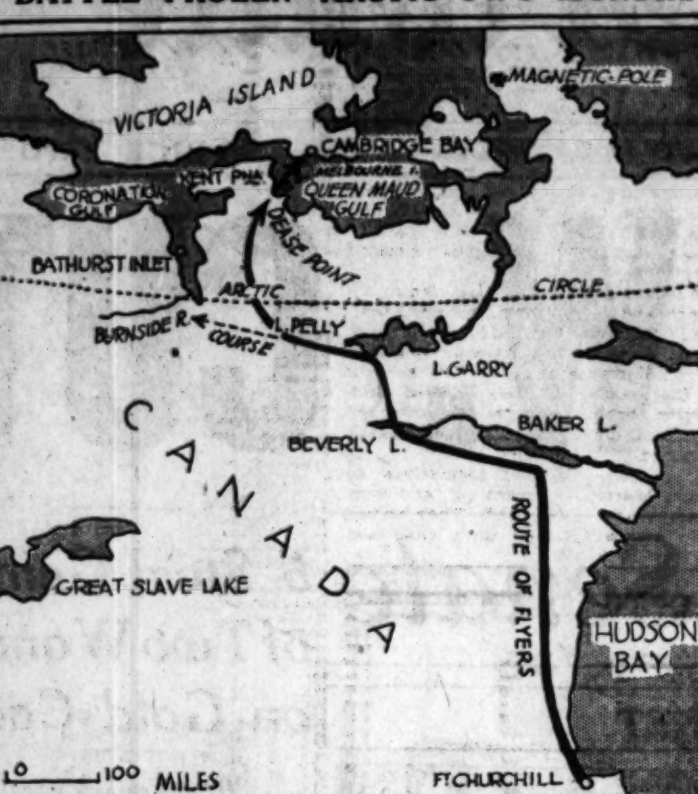 MAGNETIC-POLE
VICTORIA ISLAND
CAMBRIDGE BAY
MELBOURNE I.
KENT PNA.
QUEEN MAUD
GULF
CORONATION
GULF
DEASE POINT
BATHURST INLET
ARCTIC
CIRCLE
BURNSIDE R.
COURSE
L. PELLY
L. GARRY
BAKER L.
BEVERLY L.
CANADA
ROUTE OF FLYERS
GREAT SLAVE LAKE
HUDSON
BAY
0 100 MILES
FT. CHURCHILL